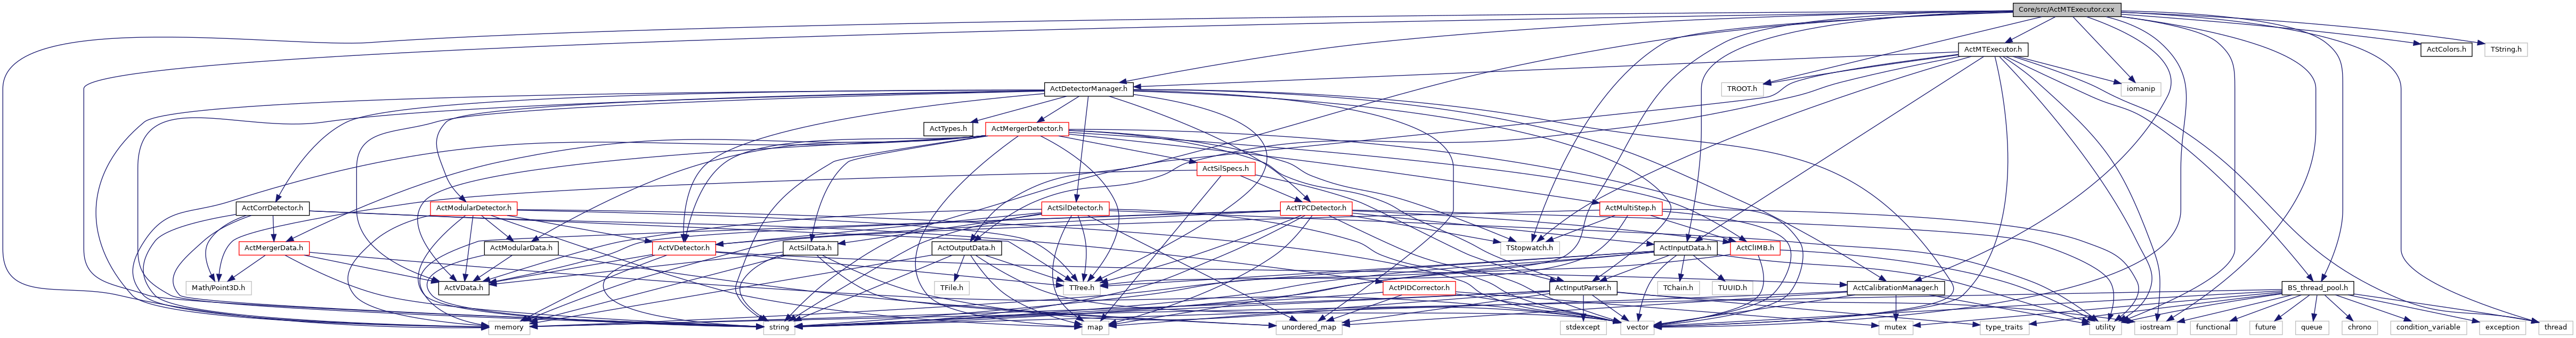 Core/src/ActMTExecutor.cxx
ActMTExecutor.h
ActColors.h
TString.h
ActDetectorManager.h
TROOT.h
iomanip
ActTypes.h
ActMergerDetector.h
ActSilSpecs.h
ActCorrDetector.h
ActModularDetector.h
ActSilDetector.h
ActTPCDetector.h
ActMultiStep.h
ActMergerData.h
ActModularData.h
ActVDetector.h
ActSilData.h
ActOutputData.h
TStopwatch.h
ActInputData.h
ActCliMB.h
Math/Point3D.h
ActVData.h
TFile.h
TTree.h
ActPIDCorrector.h
ActInputParser.h
TChain.h
TUUID.h
ActCalibrationManager.h
BS_thread_pool.h
memory
string
map
unordered_map
stdexcept
vector
mutex
type_traits
utility
iostream
functional
future
queue
chrono
condition_variable
exception
thread